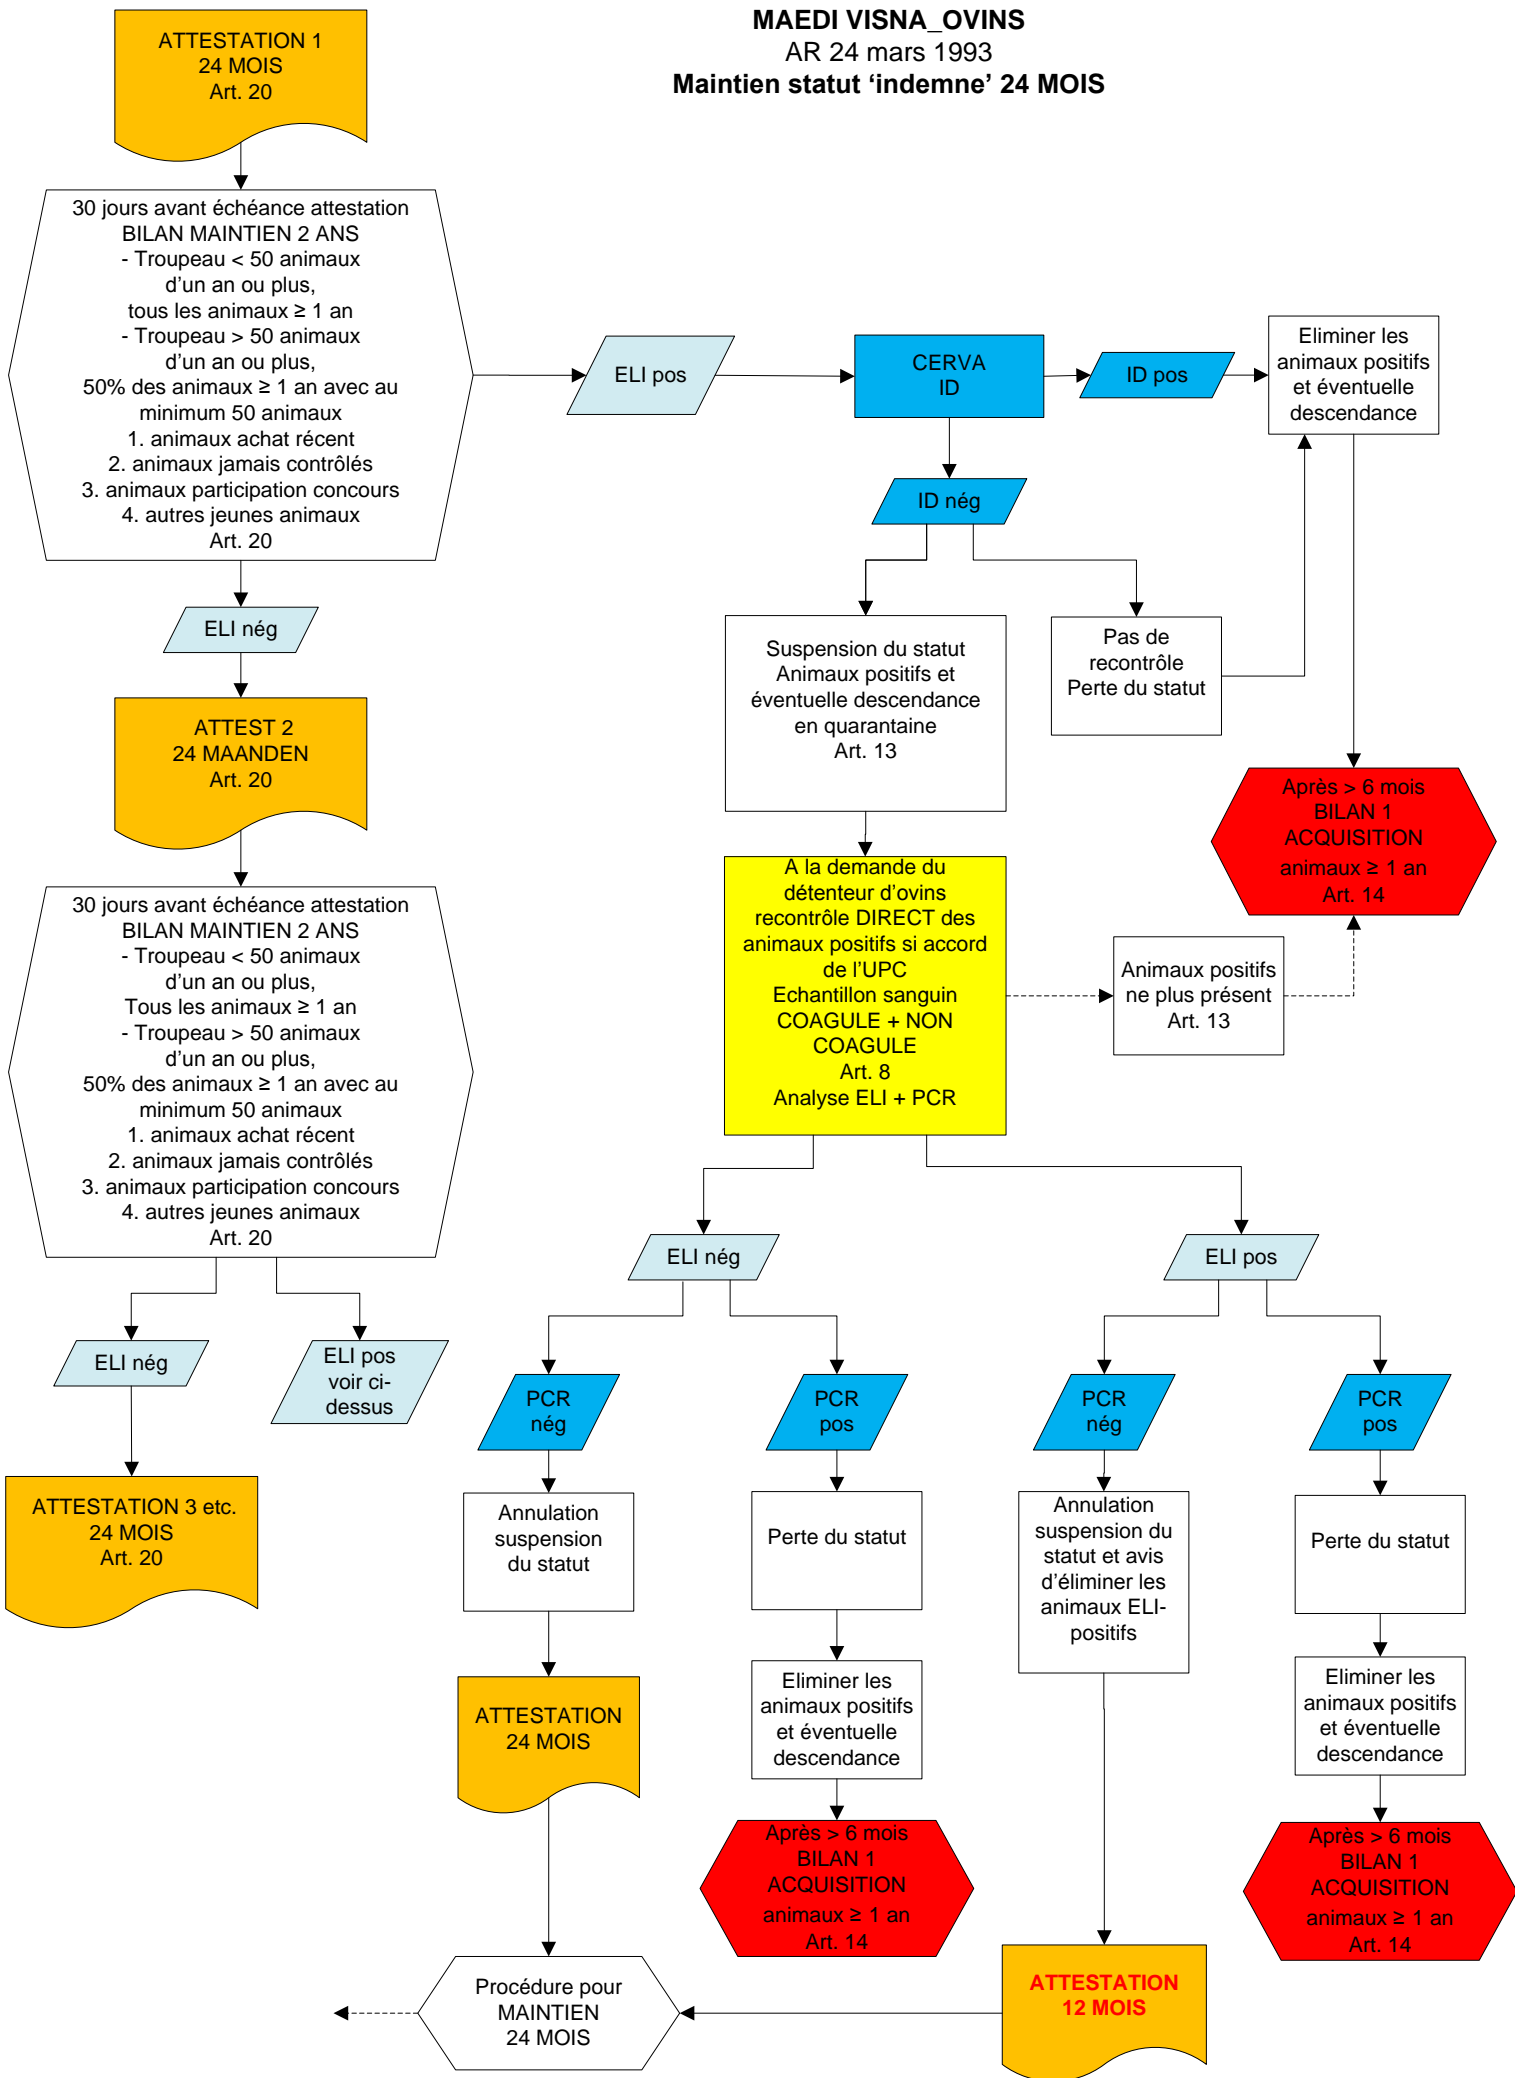 MAEDI VISNA_OVINS
AR 24 mars 1993
Maintien statut ‘indemne’ 24 MOIS
ATTESTATION 1
24 MOIS
Art. 20
30 jours avant échéance attestation
BILAN MAINTIEN 2 ANS
- Troupeau < 50 animaux
d’un an ou plus,
tous les animaux ≥ 1 an
- Troupeau > 50 animaux
d’un an ou plus,
50% des animaux ≥ 1 an avec au
minimum 50 animaux
1. animaux achat récent
2. animaux jamais contrôlés
3. animaux participation concours
4. autres jeunes animaux
Art. 20
ELI pos
CERVA
ID
ID pos
Eliminer les
animaux positifs
et éventuelle
descendance
ID nég
ELI nég
Suspension du statut
Animaux positifs et
éventuelle descendance
en quarantaine
Art. 13
Pas de
recontrôle
Perte du statut
ATTEST 2
24 MAANDEN
Art. 20
Après > 6 mois
BILAN 1
ACQUISITION
animaux ≥ 1 an
Art. 14
30 jours avant échéance attestation
BILAN MAINTIEN 2 ANS
- Troupeau < 50 animaux
d’un an ou plus,
Tous les animaux ≥ 1 an
- Troupeau > 50 animaux
d’un an ou plus,
50% des animaux ≥ 1 an avec au
minimum 50 animaux
1. animaux achat récent
2. animaux jamais contrôlés
3. animaux participation concours
4. autres jeunes animaux
Art. 20
A la demande du
détenteur d’ovins
recontrôle DIRECT des
animaux positifs si accord
de l’UPC
Echantillon sanguin
COAGULE + NON
COAGULE
Art. 8
Analyse ELI + PCR
Animaux positifs
ne plus présent
Art. 13
ELI nég
ELI pos
ELI nég
ELI pos
voir ci-
dessus
PCR
nég
PCR
pos
PCR
nég
PCR
pos
ATTESTATION 3 etc.
24 MOIS
Art. 20
Annulation
suspension
du statut
Perte du statut
Annulation
suspension du
statut et avis
d’éliminer les
animaux ELI-
positifs
Perte du statut
ATTESTATION
24 MOIS
Eliminer les
animaux positifs
et éventuelle
descendance
Eliminer les
animaux positifs
et éventuelle
descendance
Après > 6 mois
BILAN 1
ACQUISITION
animaux ≥ 1 an
Art. 14
Après > 6 mois
BILAN 1
ACQUISITION
animaux ≥ 1 an
Art. 14
Procédure pour
MAINTIEN
24 MOIS
ATTESTATION
12 MOIS